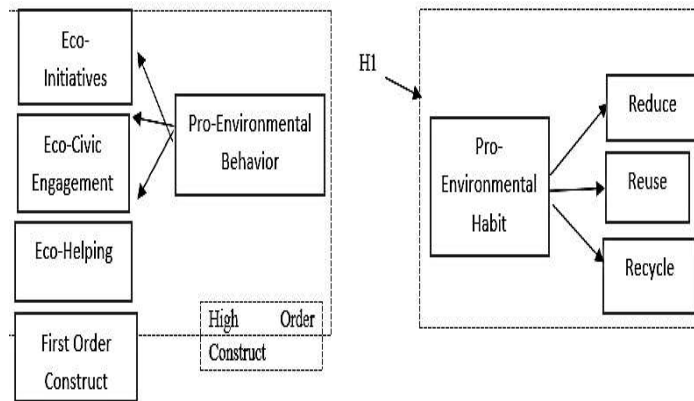 Eco-
Initiatives
Eco-Civic
Engagement
Eco-Helping
First Order
Construct
Pro-Environmental
Behavior
High Order
Construct
H1
Pro-
Environmental
Habit
Reduce
Reuse
Recycle